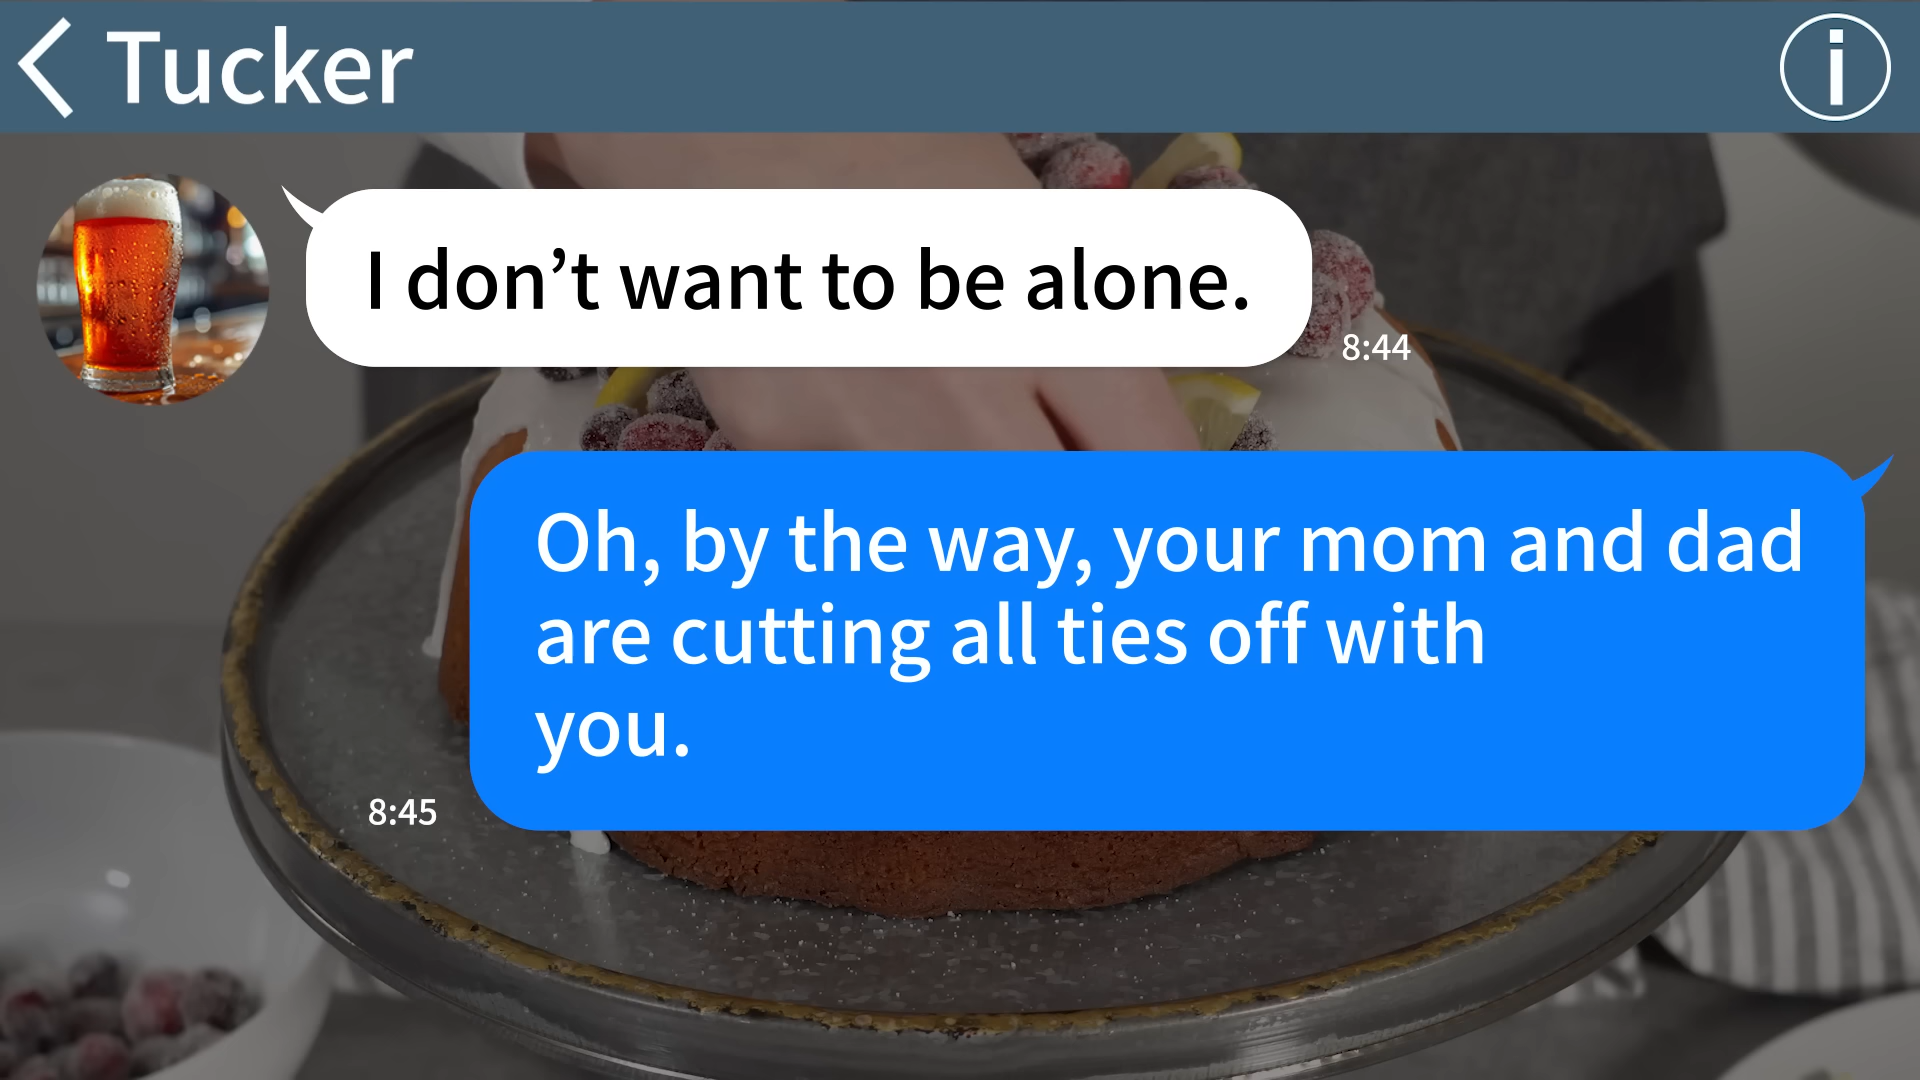 Tucker
I don’t want to be alone.
8:44
Oh, by the way, your mom and dad
are cutting all ties off with
you.
8:45